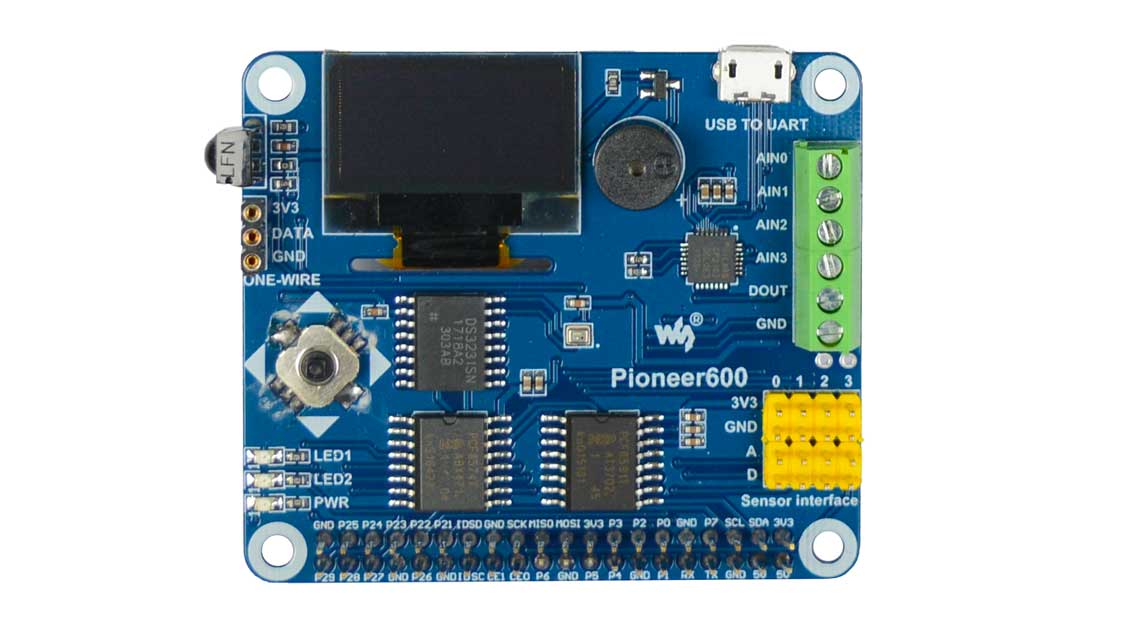 USB TO UART
LFN
AIN0
AIN1
AIN2
AIN3
DOUT
GND
3V3
DATA
GND
ONE-WIRE
DS3231SN
1718A2
303AB
#
®
Pioneer600
0 1 2 3
3V3
GND
A
D
Sensor interface
LED1
LED2
PWR
GND P25 P24 P23 P22 P21 IDSD GND SCK MISO MOSI 3V3 P3 P2 P0 GND P7 SCL SDA 3V3
P29 P28 P27 GND P26 GND IDSC CE1 CE0 P6 GND P5 P4 GND P1 RX TX GND 5V 5V